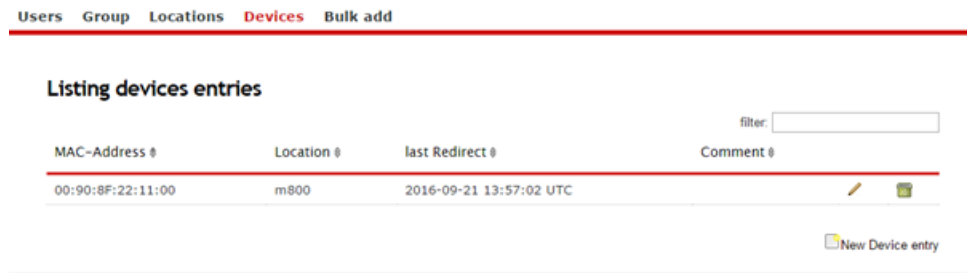 Users Group Locations Devices Bulk add
Listing devices entries
filter:
MAC-Address Location last Redirect Comment
00:90:8F:22:11:00 m800 2016-09-21 13:57:02 UTC
New Device entry